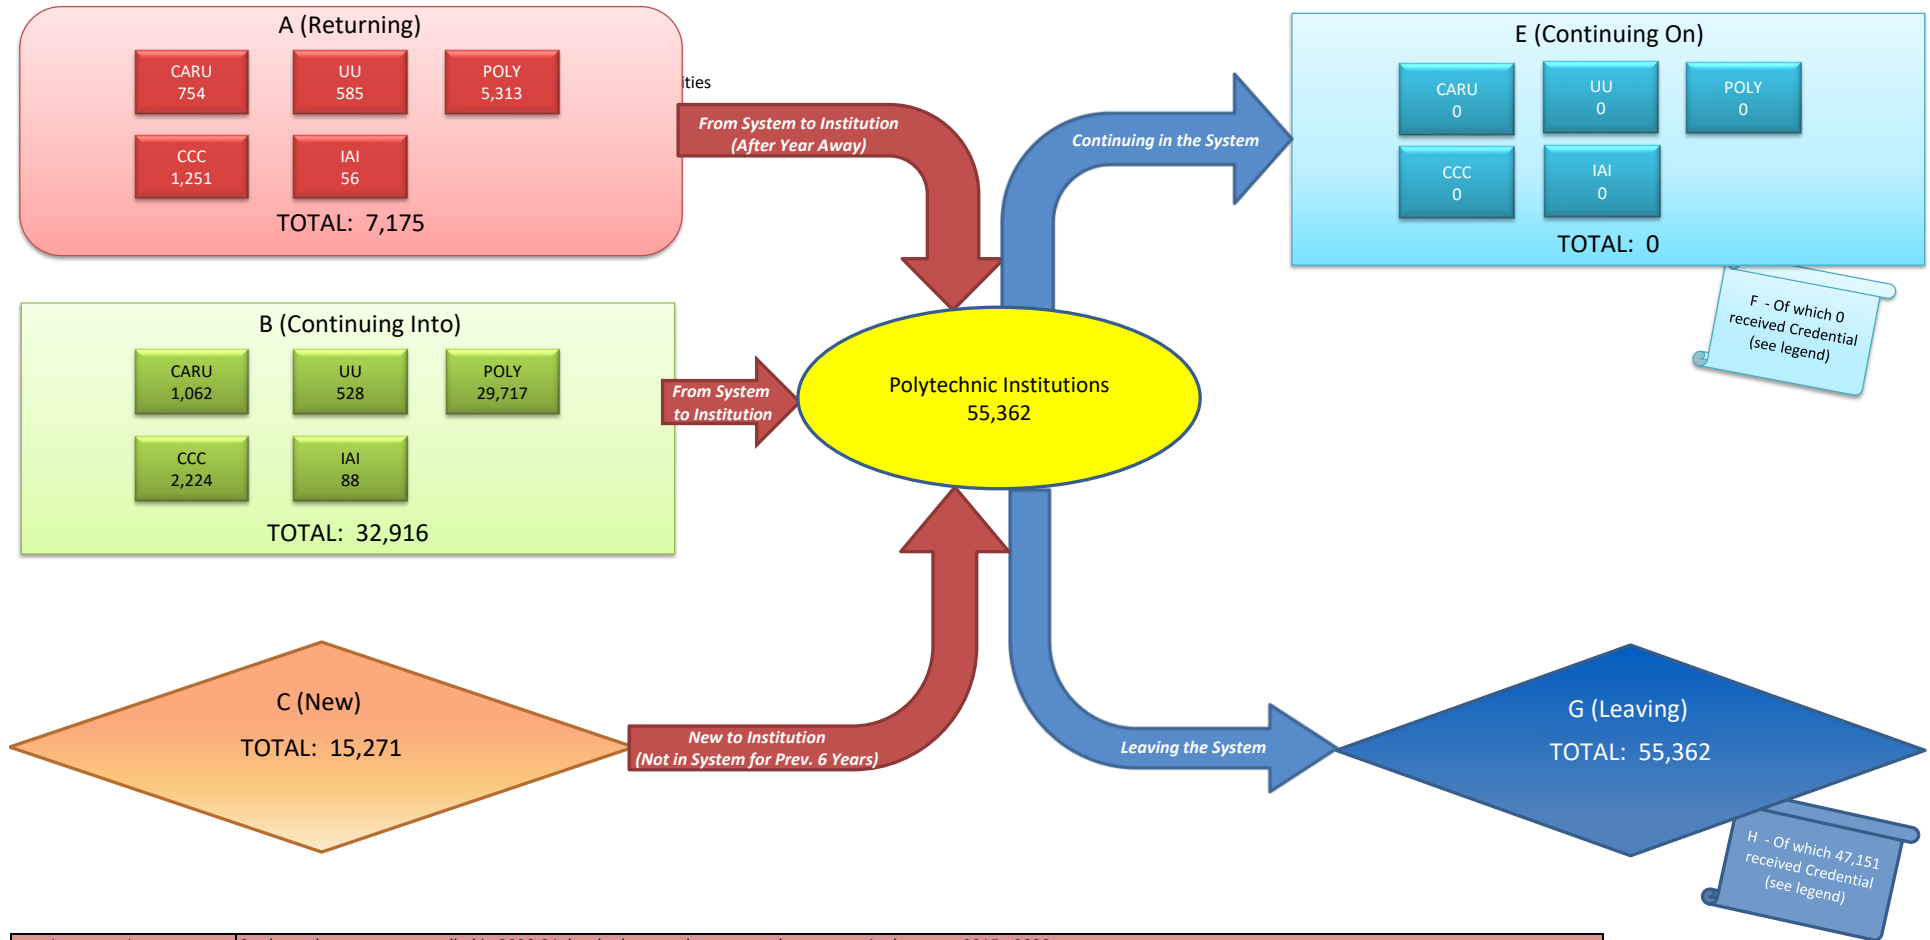 A (Returning)
CARU
754
UU
585
POLY
5,313
CCC
1,251
IAI
56
TOTAL: 7,175
ities
From System to Institution
(After Year Away)
Continuing in the System
E (Continuing On)
CARU
0
UU
0
POLY
0
CCC
0
IAI
0
TOTAL: 0
F - Of which 0
received Credential
(see legend)
B (Continuing Into)
CARU
1,062
UU
528
POLY
29,717
CCC
2,224
IAI
88
TOTAL: 32,916
From System
to Institution
Polytechnic Institutions
55,362
C (New)
TOTAL: 15,271
New to Institution
(Not in System for Prev. 6 Years)
Leaving the System
G (Leaving)
TOTAL: 55,362
H - Of which 47,151
received Credential
(see legend)